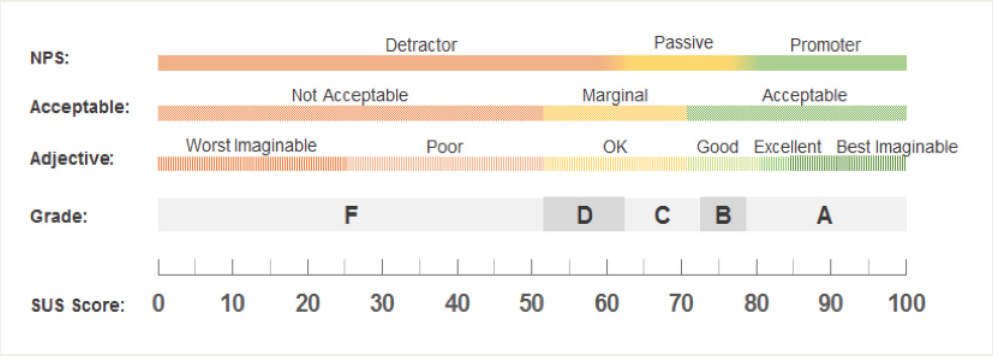 NPS: Detractor Passive Promoter
Acceptable: Not Acceptable Marginal Acceptable
Adjective: Worst Imaginable Poor OK Good Excellent Best Imaginable
Grade: F D C B A
SUS Score: 0 10 20 30 40 50 60 70 80 90 100